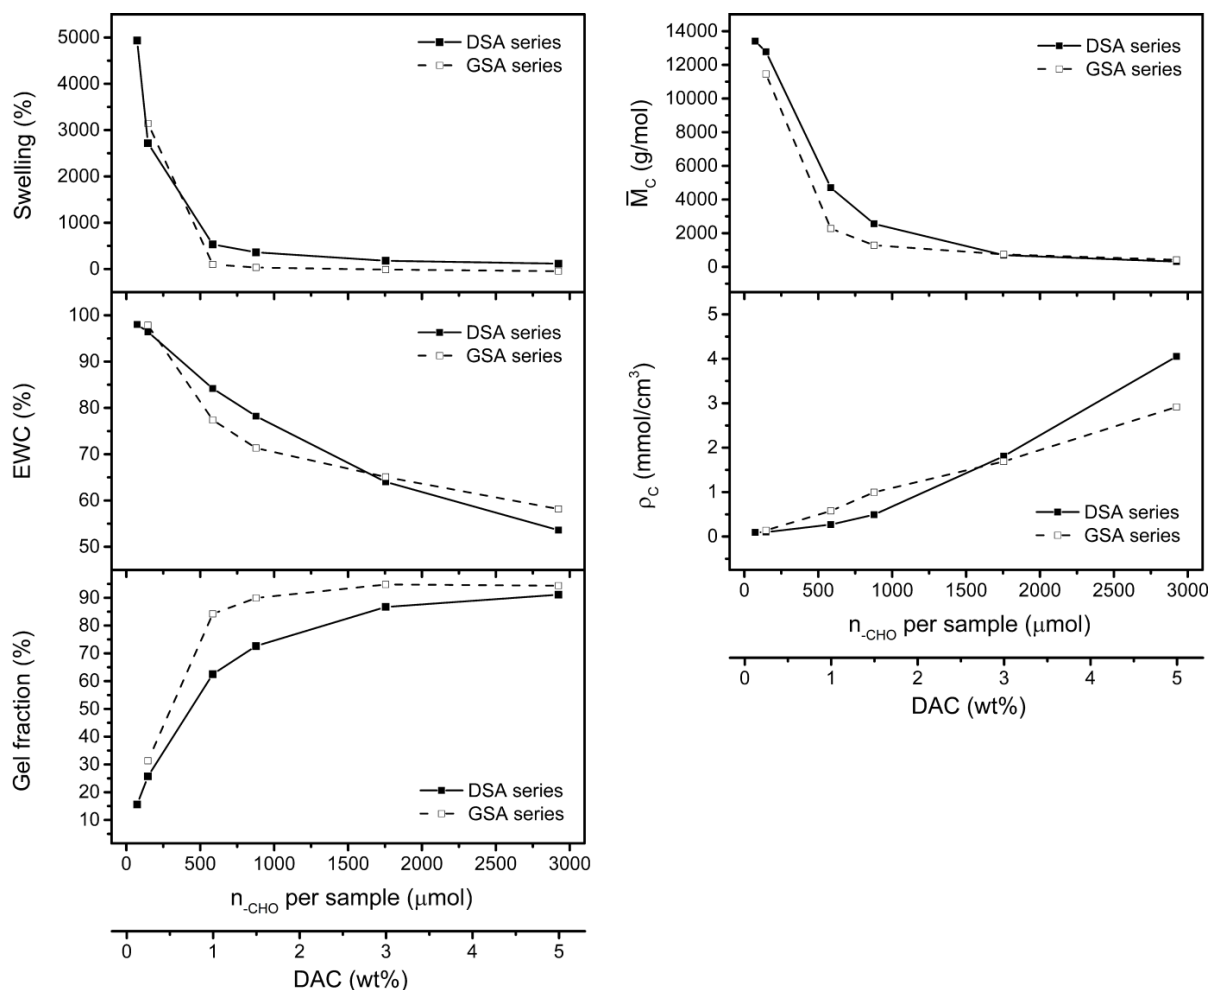 Swelling (%)
5000
4000
3000
2000
1000
0
DSA series
GSA series
EWC (%)
100
90
80
70
60
50
DSA series
GSA series
Gel fraction (%)
90
80
70
60
50
40
30
20
10
DSA series
GSA series
0 500 1000 1500 2000 2500 3000
n-CHO per sample (μmol)
0 1 2 3 4 5
DAC (wt%)
M̅C (g/mol)
14000
12000
10000
8000
6000
4000
2000
0
DSA series
GSA series
ρC (mmol/cm³)
5
4
3
2
1
0
DSA series
GSA series
0 500 1000 1500 2000 2500 3000
n-CHO per sample (μmol)
0 1 2 3 4 5
DAC (wt%)